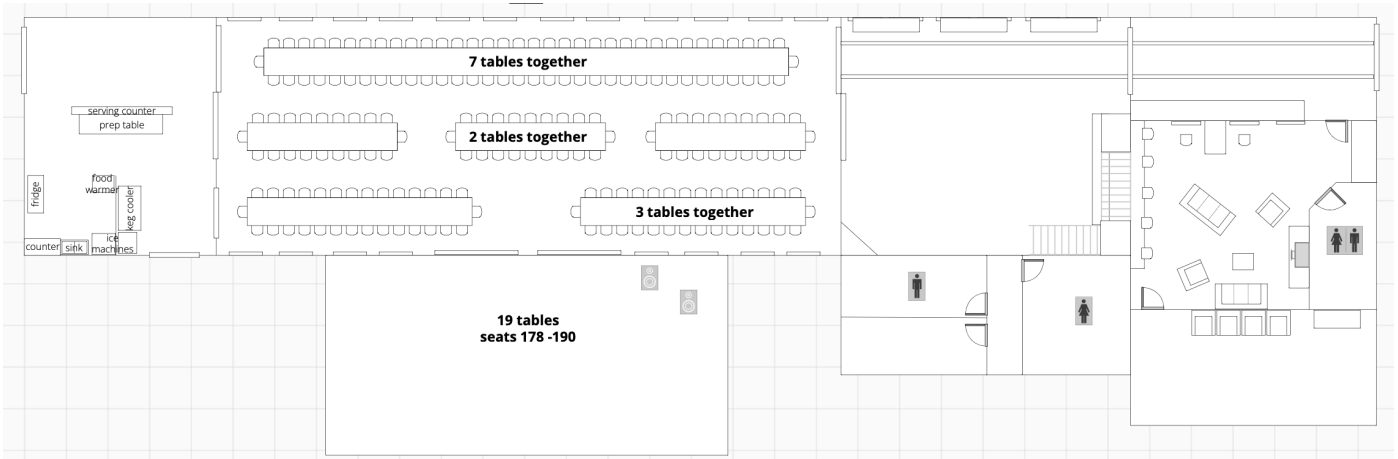 7 tables together
serving counter
prep table
2 tables together
food
warmer
fridge
keg cooler
3 tables together
counter
sink
ice
machines
19 tables
seats 178 -190